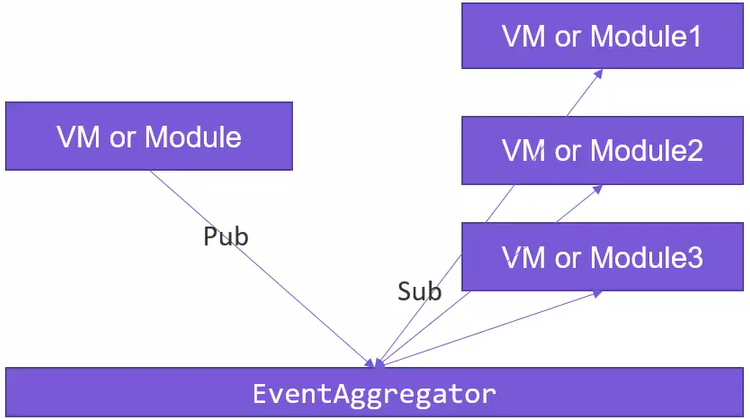 VM or Module1
VM or Module
VM or Module2
Pub
VM or Module3
Sub
EventAggregator